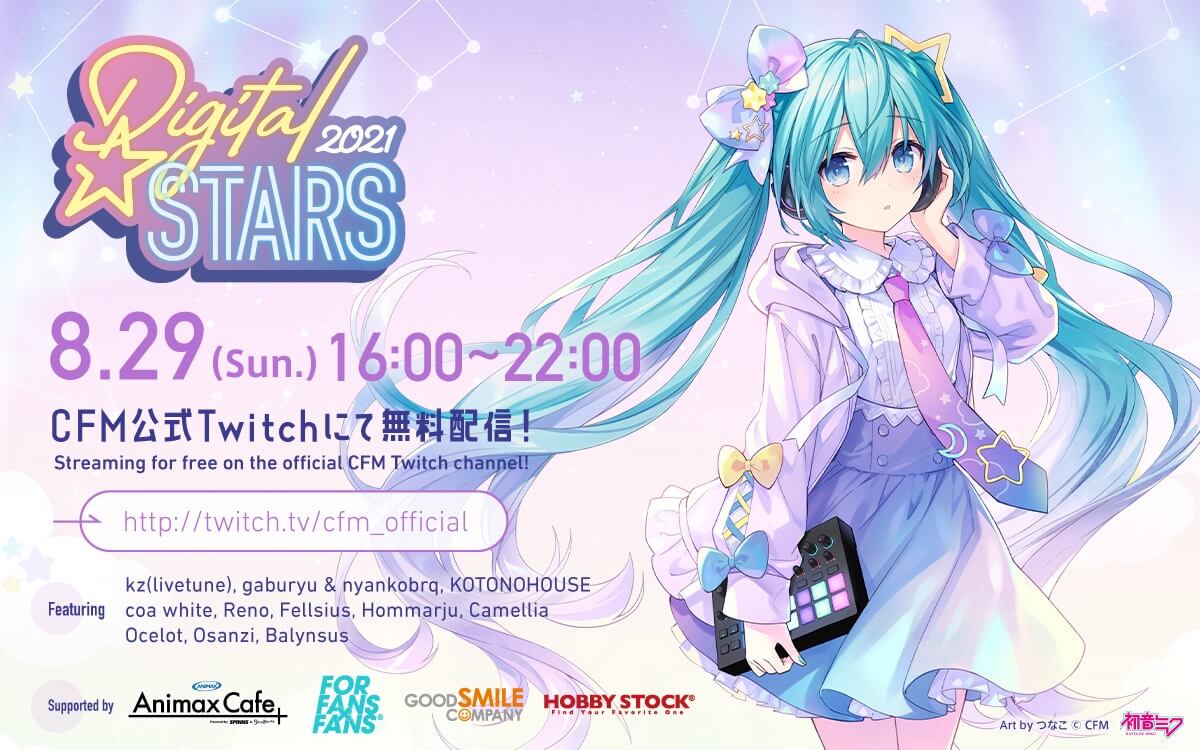 Digital
2021
STARS
8.29 (Sun.) 16:00~22:00
CFM公式Twitchにて無料配信!
Streaming for free on the official CFM Twitch channel!
http://twitch.tv/cfm_official
Featuring
kz(livetune), gaburyu & nyankobrq, KOTONOHOUSE
coa white, Reno, Fellsius, Hommarju, Camellia
Ocelot, Osanzi, Balynsus
Supported by
ANIMAX
Animax Cafe+
FOR
FANS
FANS®
GOOD SMILE
COMPANY
HOBBY STOCK®
Find Your Favorite One
Art by つなこ © CFM
初音ミク
HATSUNE MIKU